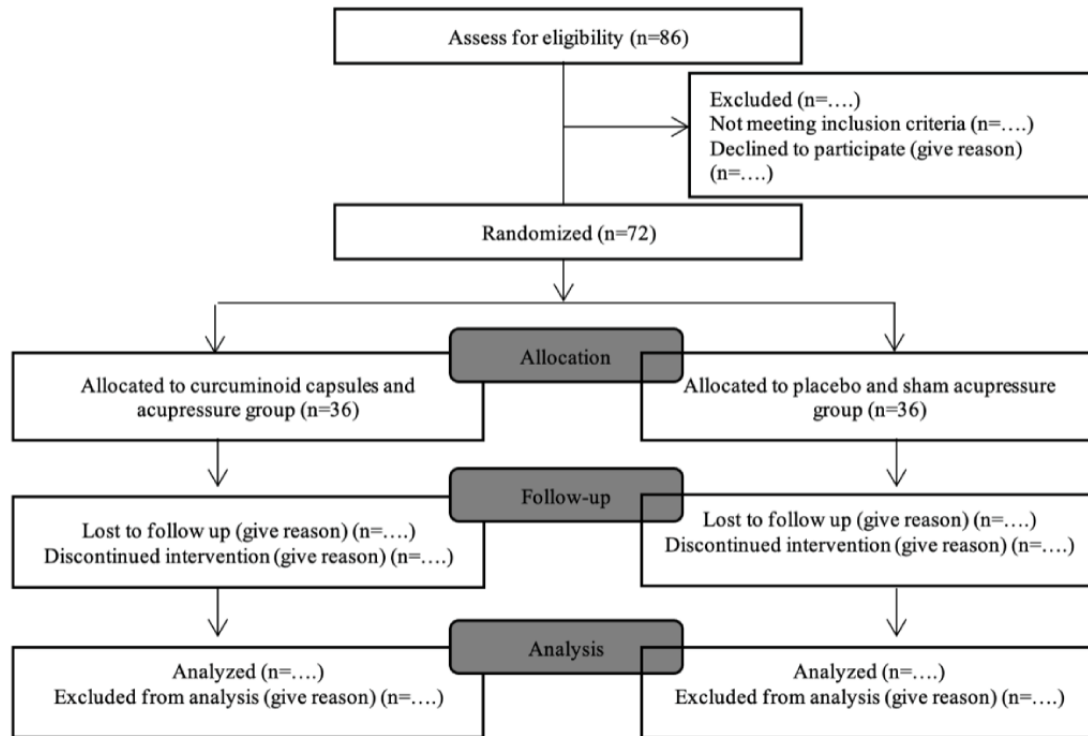 Assess for eligibility (n=86)
Excluded (n=....)
Not meeting inclusion criteria (n=....)
Declined to participate (give reason)
(n=....)
Randomized (n=72)
Allocation
Allocated to curcuminoid capsules and
acupressure group (n=36)
Allocated to placebo and sham acupressure
group (n=36)
Follow-up
Lost to follow up (give reason) (n=....)
Discontinued intervention (give reason) (n=....)
Lost to follow up (give reason) (n=....)
Discontinued intervention (give reason) (n=....)
Analysis
Analyzed (n=....)
Excluded from analysis (give reason) (n=....)
Analyzed (n=....)
Excluded from analysis (give reason) (n=....)